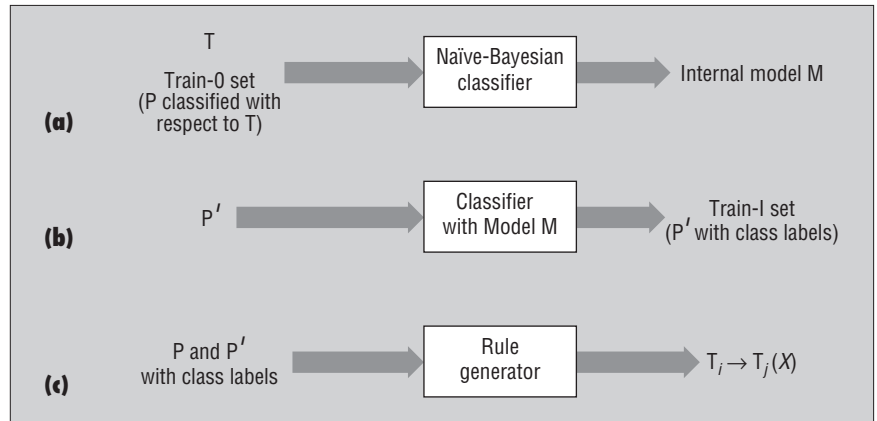 T
Train-0 set
(P classified with
respect to T)
Naïve-Bayesian
classifier
Internal model M
(a)
P′
Classifier
with Model M
Train-I set
(P′ with class labels)
(b)
P and P′
with class labels
Rule
generator
Tᵢ → Tⱼ(X)
(c)